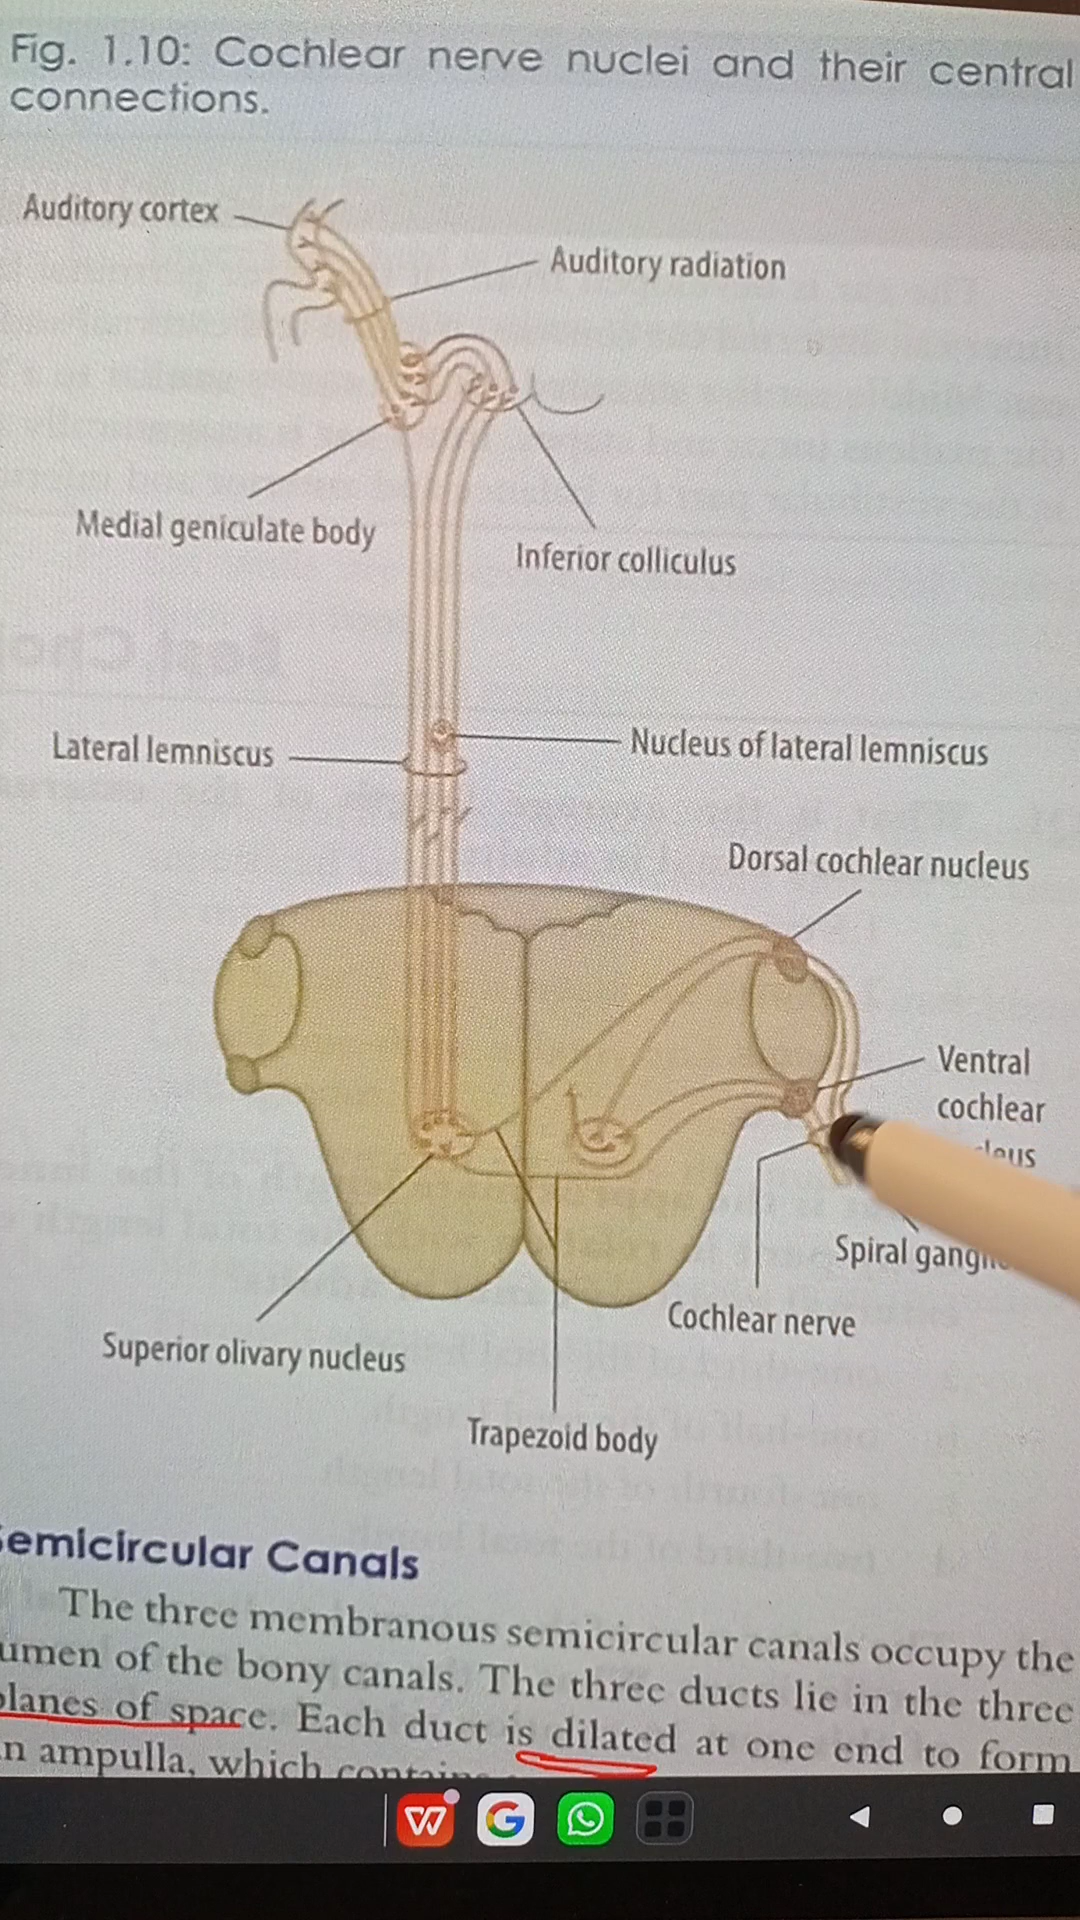 Fig. 1.10: Cochlear nerve nuclei and their central
connections.
Auditory cortex
Auditory radiation
Medial geniculate body
Inferior colliculus
Lateral lemniscus
Nucleus of lateral lemniscus
Dorsal cochlear nucleus
Ventral
cochlear
Spiral
Cochlear nerve
Superior olivary nucleus
Trapezoid body
Canals
The three membranous semicircular canals occupy the
of the bony canals. The three ducts lie in the three
of space. Each duct is dilated at one end to form
ampulla, which